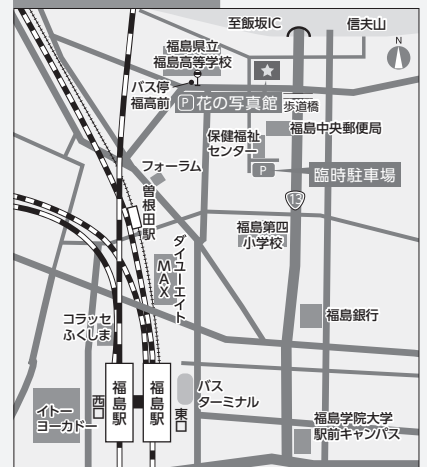 至飯坂IC
信夫山
N
福島県立
福島高等学校
バス停
福高前
P 花の写真館
歩道橋
保健福祉
センター
福島中央郵便局
フォーラム
P
臨時駐車場
曽根田駅
13
福島第四
小学校
ダイユーエイト
MAX
福島銀行
コラッセ
ふくしま
福島駅
福島駅
西口
東口
バス
ターミナル
イトー
ヨーカドー
福島学院大学
駅前キャンパス